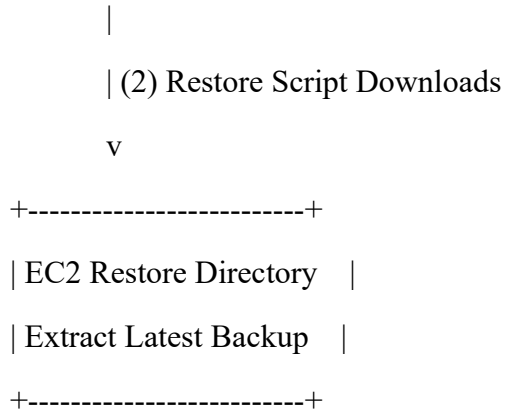 |
| (2) Restore Script Downloads
v
+--------------------------+
| EC2 Restore Directory |
| Extract Latest Backup |
+--------------------------+